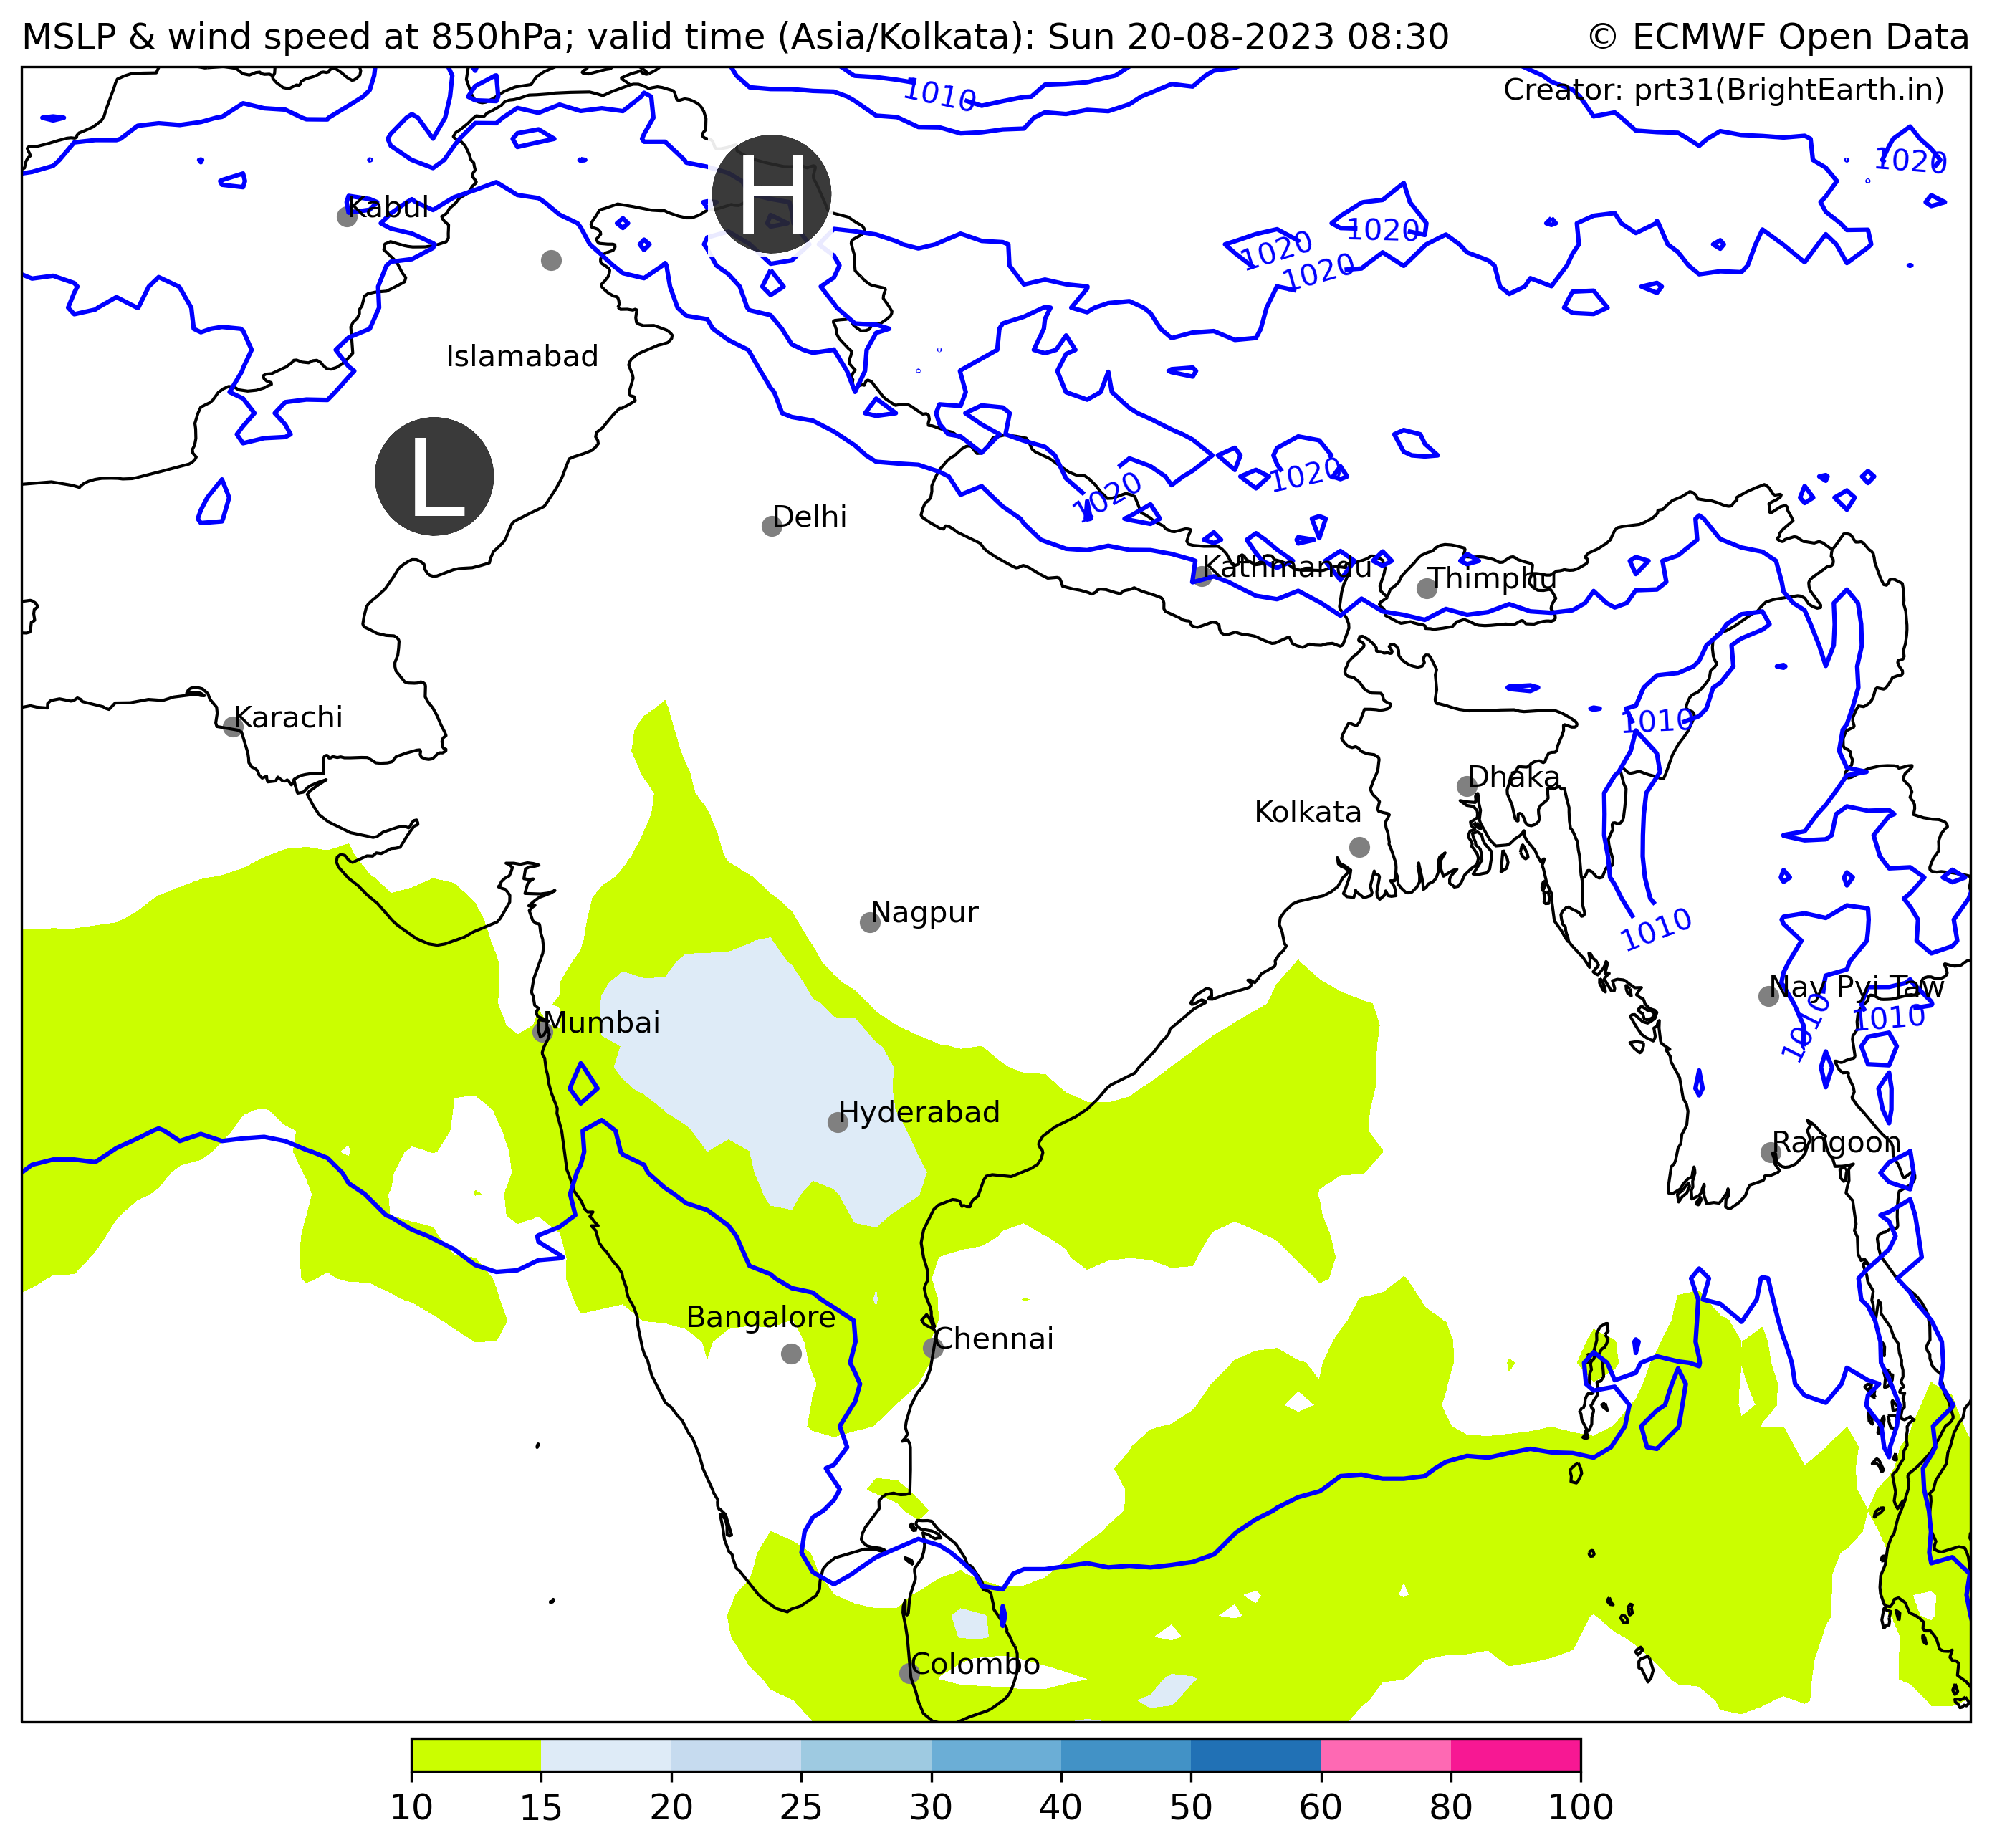 MSLP & wind speed at 850hPa; valid time (Asia/Kolkata): Sun 20-08-2023 08:30
© ECMWF Open Data
Creator: prt31(BrightEarth.in)
1010
H
1020
Kabul
1020
1020
1020
Islamabad
L
1020
1020
Delhi
Kathmandu
Thimphu
Karachi
1010
Dhaka
Kolkata
Nagpur
1010
Nay Pyi Taw
1010
1010
Mumbai
Hyderabad
Rangoon
Bangalore
Chennai
Colombo
10 15 20 25 30 40 50 60 80 100